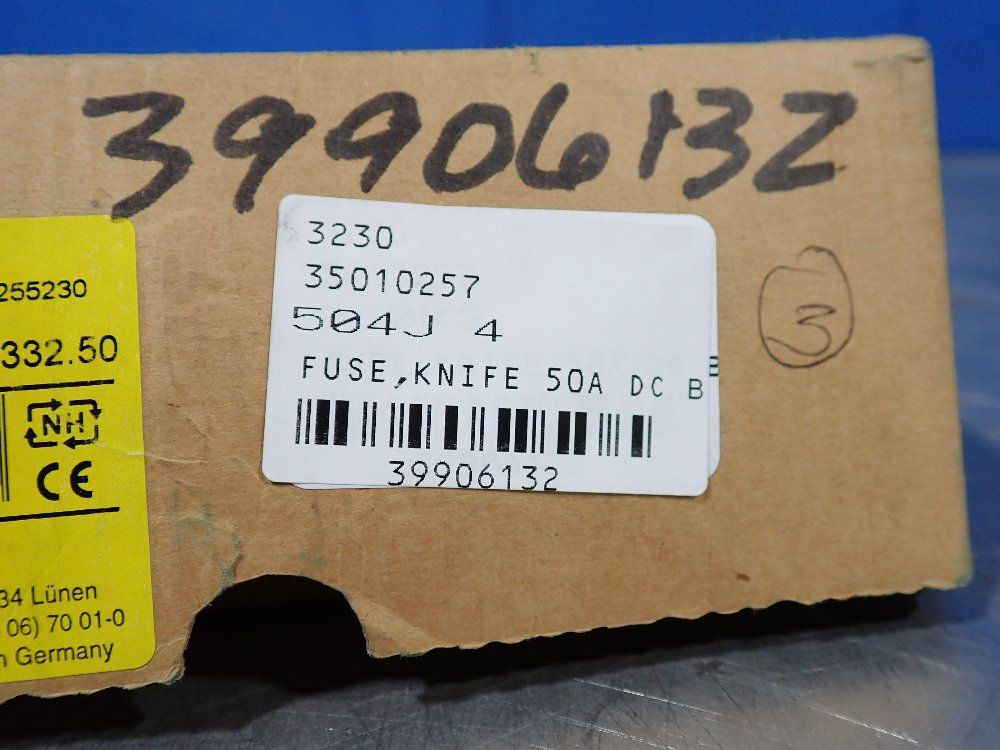 39906132
3230
35010257
504J 4
FUSE,KNIFE 50A DC B
39906132
3
255230
332.50
NH
CE
34 Lünen
06) 70 01-0
Germany